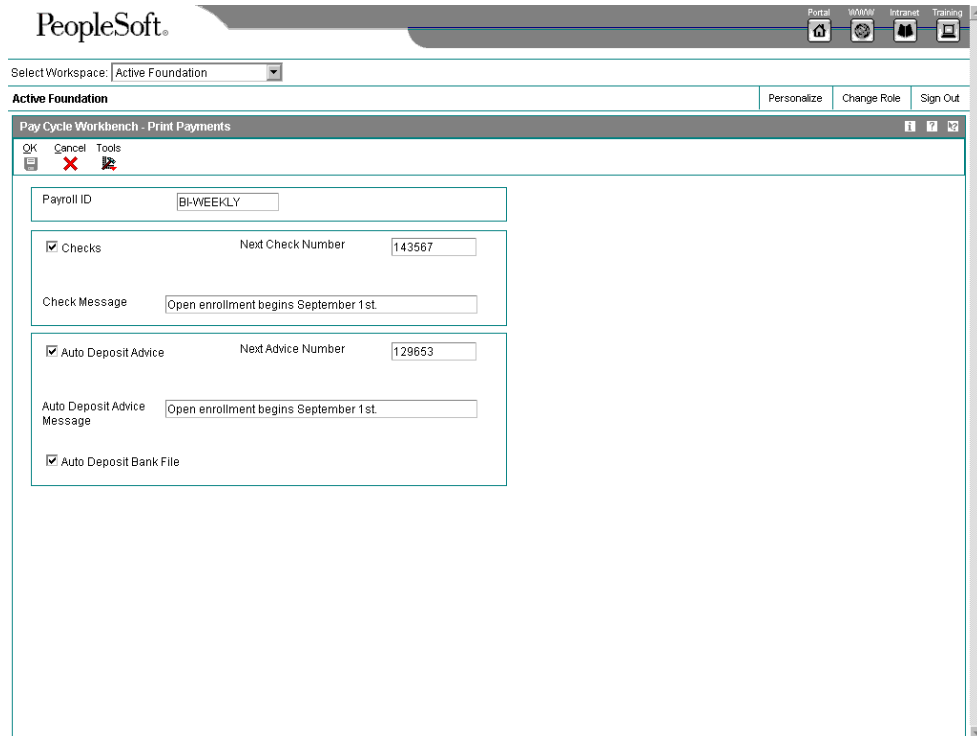 Portal WWW Intranet Training
PeopleSoft®
Select Workspace: Active Foundation
Active Foundation Personalize Change Role Sign Out
Pay Cycle Workbench - Print Payments i ? ?
OK Cancel Tools
Payroll ID BI-WEEKLY
Checks Next Check Number 143567
Check Message Open enrollment begins September 1st.
Auto Deposit Advice Next Advice Number 129653
Auto Deposit Advice
Message Open enrollment begins September 1st.
Auto Deposit Bank File